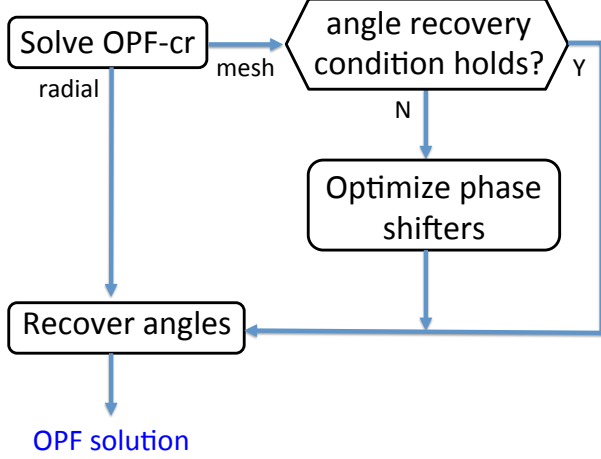 Solve OPF-cr
mesh
radial
angle recovery
condition holds?
Y
N
Optimize phase
shifters
Recover angles
OPF solution